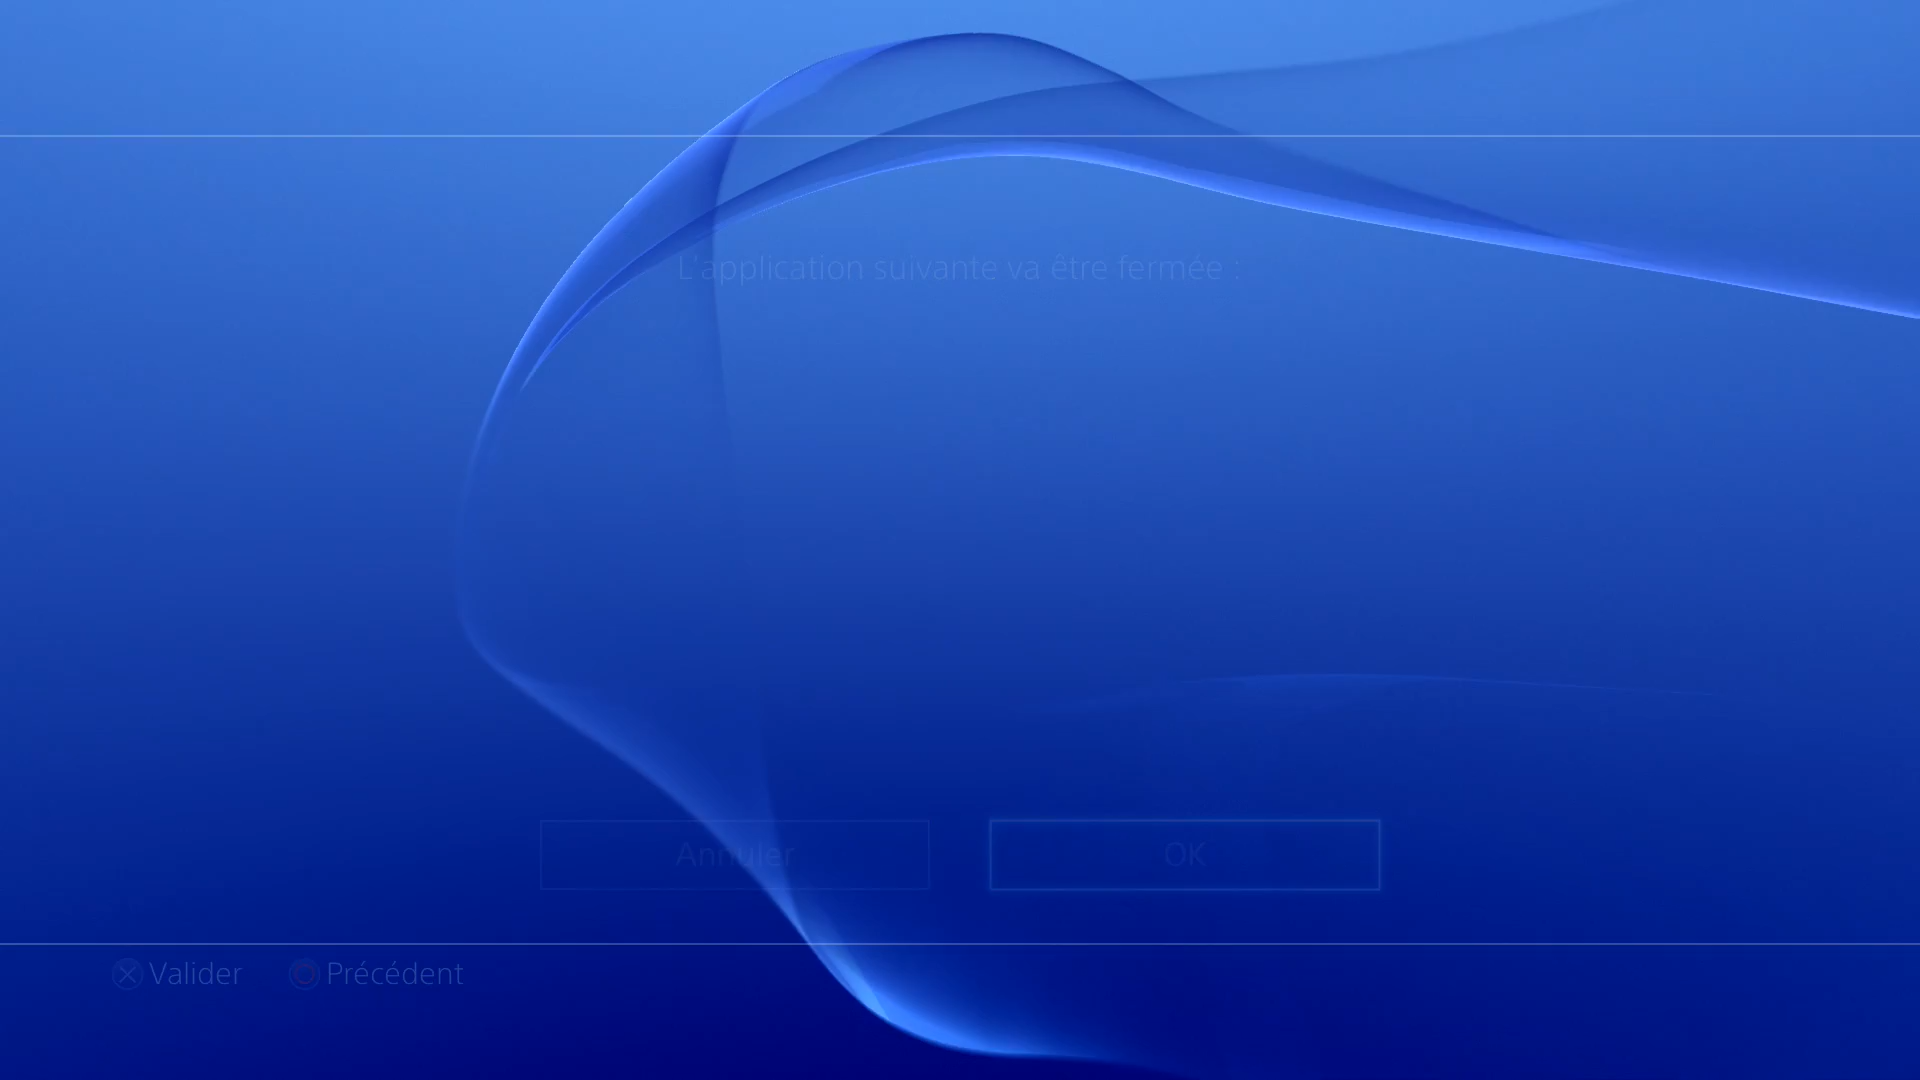 L'application suivante va être fermée :
Annuler
OK
Valider
Précédent